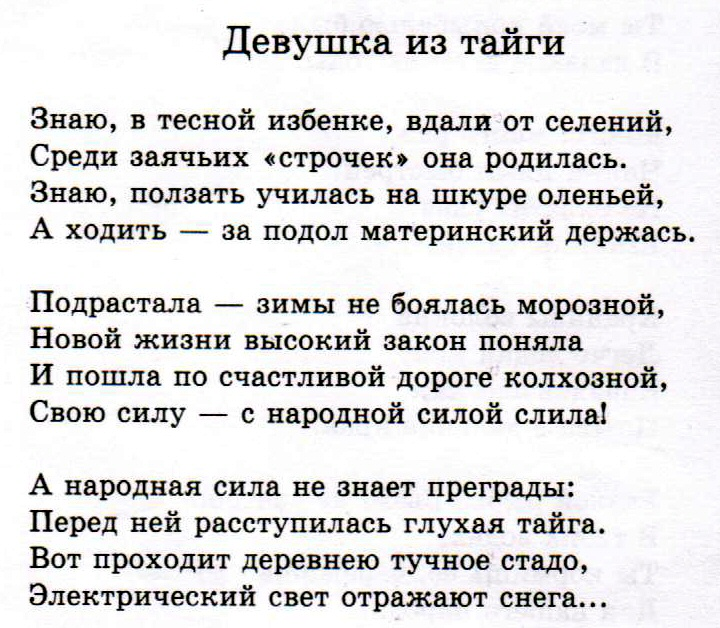 Девушка из тайги
Знаю, в тесной избенке, вдали от селений,
Среди заячьих «строчек» она родилась.
Знаю, ползать училась на шкуре оленьей,
А ходить — за подол материнский держась.
Подрастала — зимы не боялась морозной,
Новой жизни высокий закон поняла
И пошла по счастливой дороге колхозной,
Свою силу — с народной силой слила!
А народная сила не знает преграды:
Перед ней расступилась глухая тайга.
Вот проходит деревнею тучное стадо,
Электрический свет отражают снега...